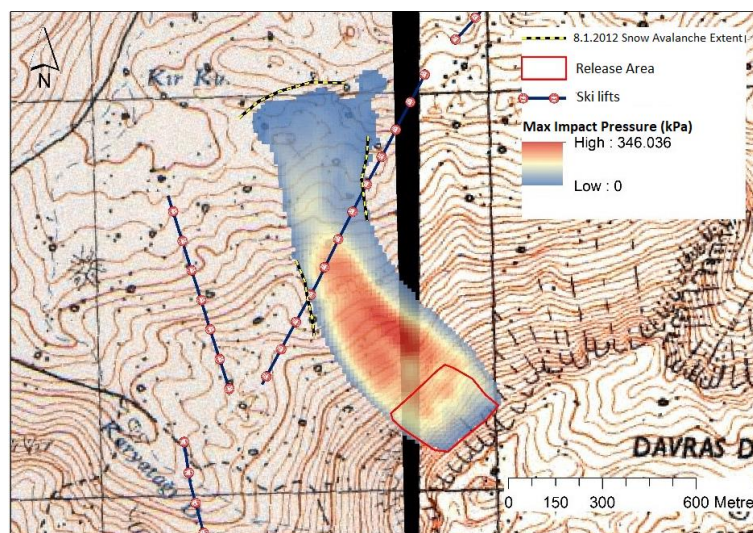 8.1.2012 Snow Avalanche Extent
Release Area
Ski lifts
Max Impact Pressure (kPa)
High : 346.036
Low : 0
N
Kır
DAVRAS D
0 150 300 600 Metre